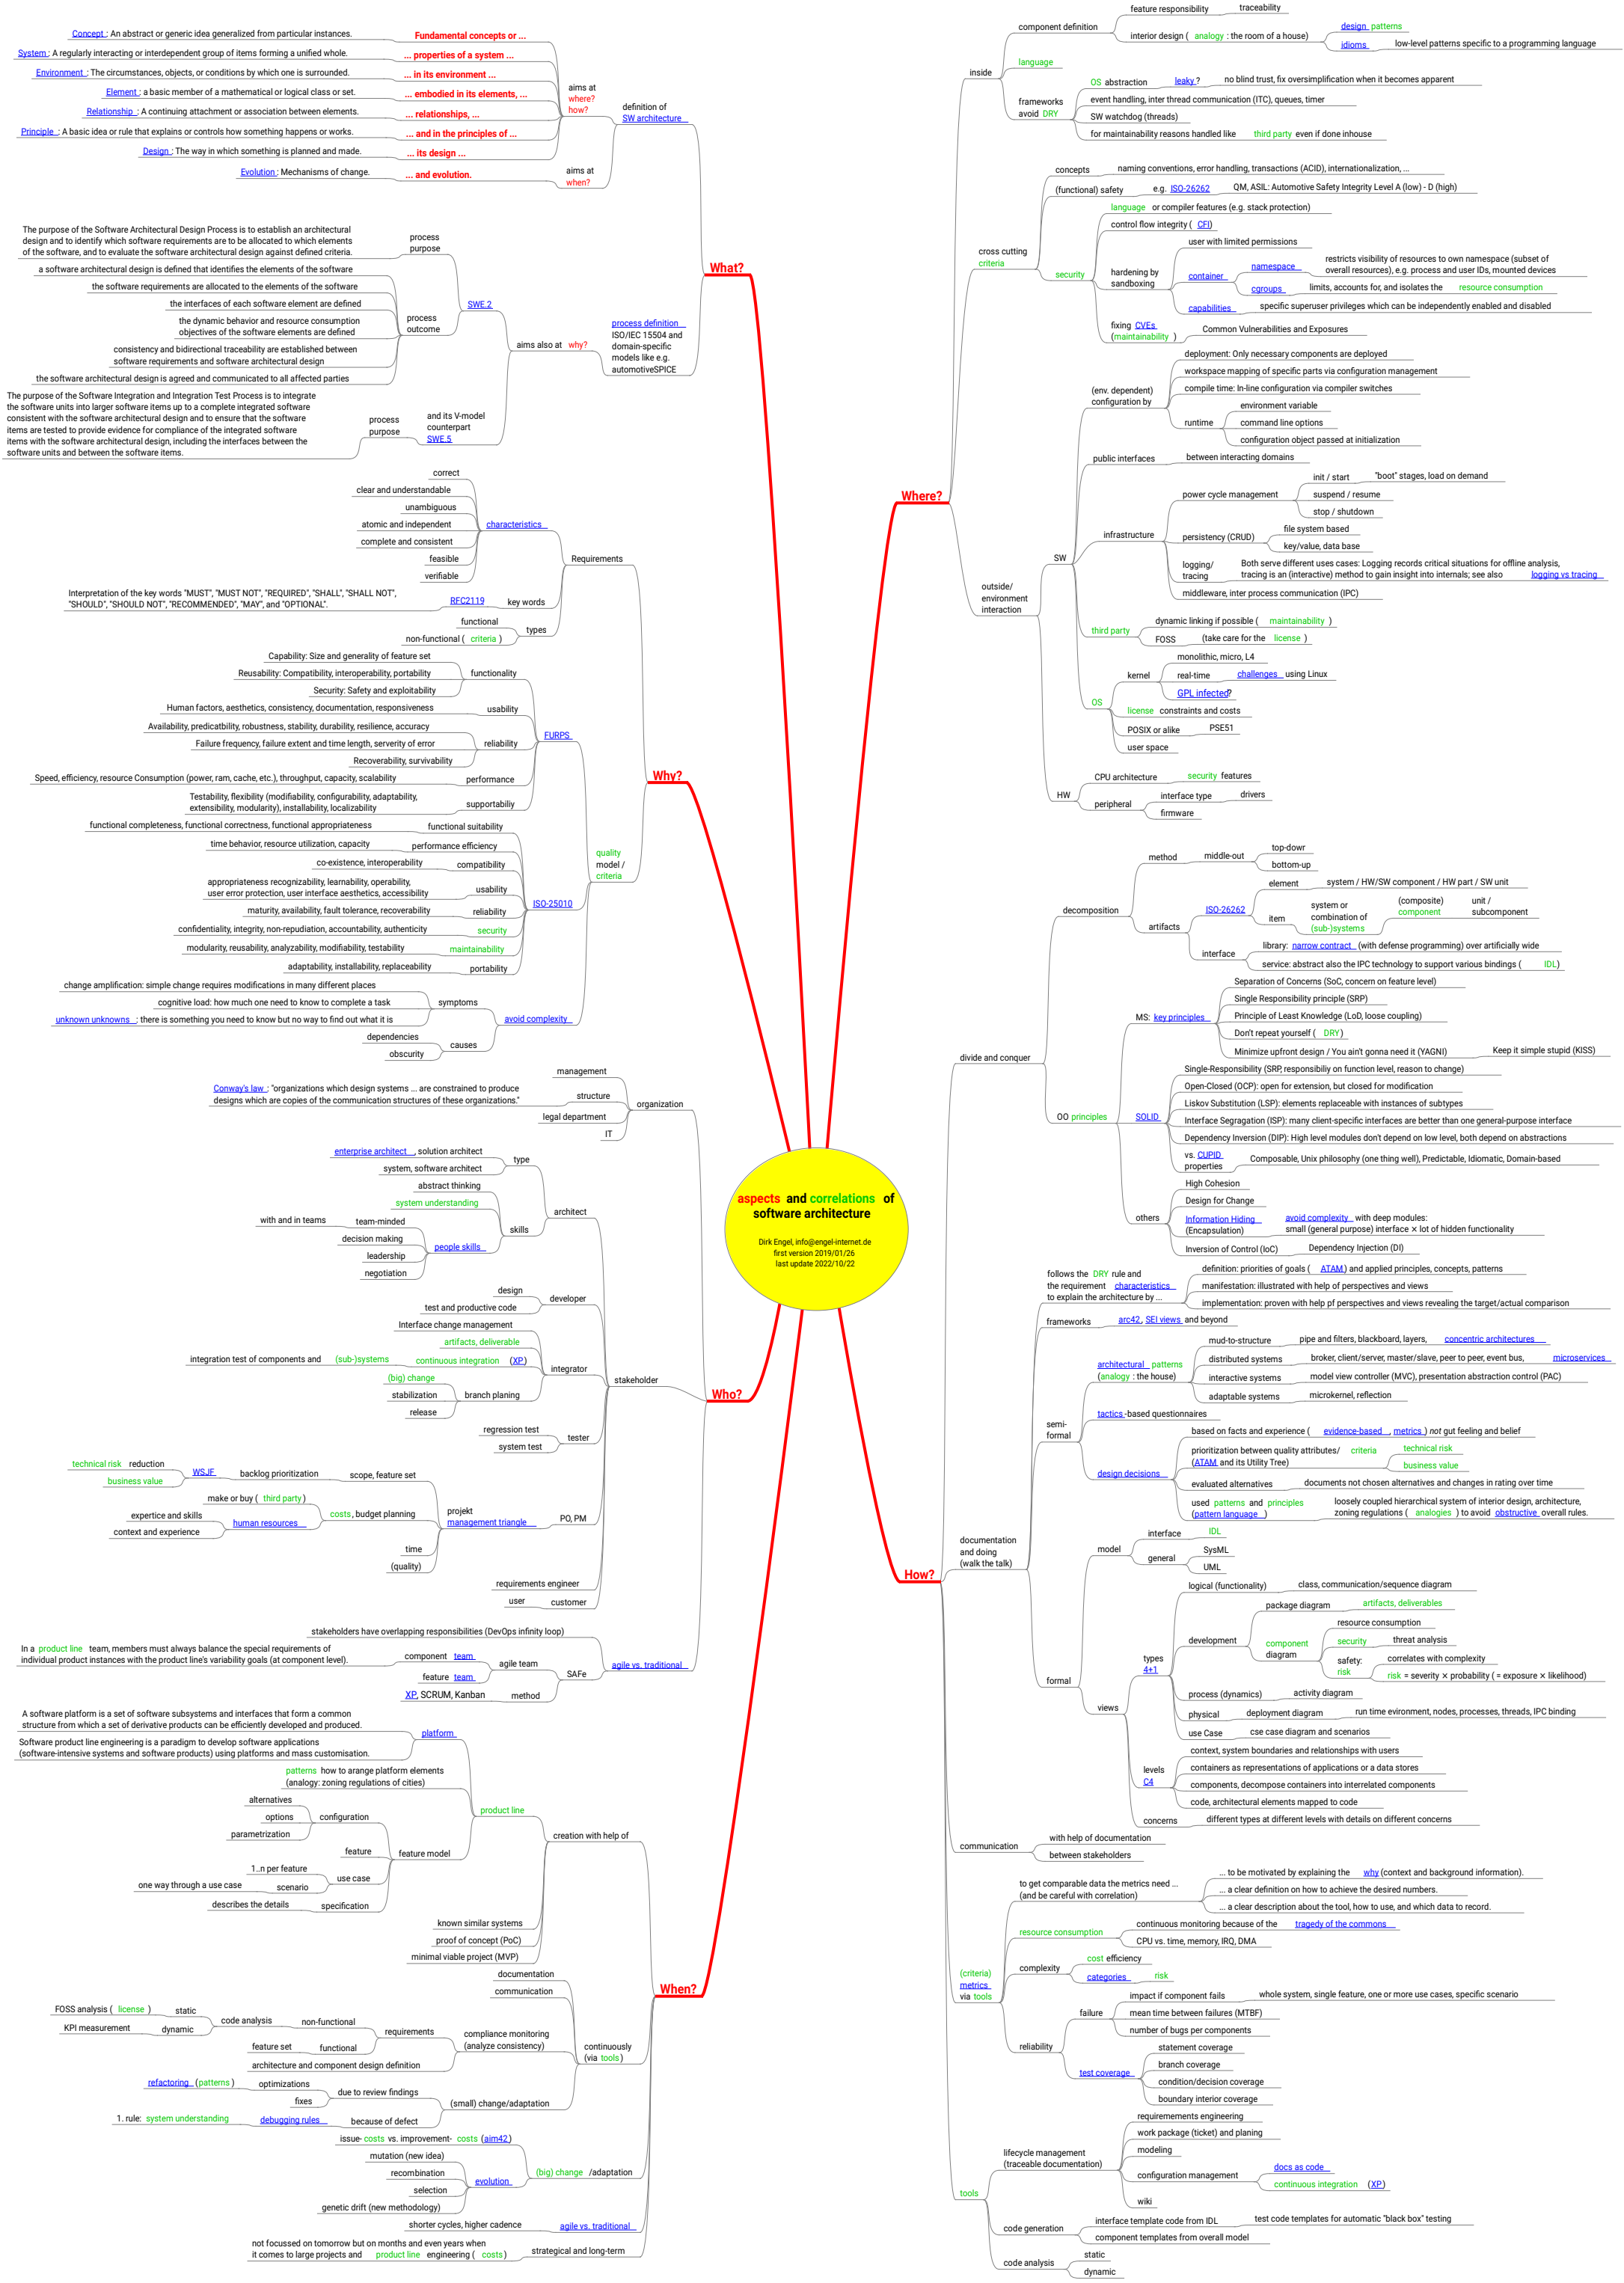 aspects and correlations of
software architecture
Dirk Engel, info@engel-internet.de
first version 2019/01/26
last update 2022/10/22
What?
definition of
SW architecture
aims at
where?
how?
Fundamental concepts or ...
Concept : An abstract or generic idea generalized from particular instances.
... properties of a system ...
System : A regularly interacting or interdependent group of items forming a unified whole.
... in its environment ...
Environment : The circumstances, objects, or conditions by which one is surrounded.
... embodied in its elements, ...
Element : a basic member of a mathematical or logical class or set.
... relationships, ...
Relationship : A continuing attachment or association between elements.
... and in the principles of ...
Principle : A basic idea or rule that explains or controls how something happens or works.
... its design ...
Design : The way in which something is planned and made.
aims at
when?
... and evolution.
Evolution : Mechanisms of change.
process definition
ISO/IEC 15504 and
domain-specific
models like e.g.
automotiveSPICE
aims also at why?
SWE.2
process
purpose
The purpose of the Software Architectural Design Process is to establish an architectural
design and to identify which software requirements are to be allocated to which elements
of the software, and to evaluate the software architectural design against defined criteria.
process
outcome
a software architectural design is defined that identifies the elements of the software
the software requirements are allocated to the elements of the software
the interfaces of each software element are defined
the dynamic behavior and resource consumption
objectives of the software elements are defined
consistency and bidirectional traceability are established between
software requirements and software architectural design
the software architectural design is agreed and communicated to all affected parties
and its V-model
counterpart
SWE.5
process
purpose
The purpose of the Software Integration and Integration Test Process is to integrate
the software units into larger software items up to a complete integrated software
consistent with the software architectural design and to ensure that the software
items are tested to provide evidence for compliance of the integrated software
items with the software architectural design, including the interfaces between the
software units and between the software items.
Why?
Requirements
characteristics
correct
clear and understandable
unambiguous
atomic and independent
complete and consistent
feasible
verifiable
key words
RFC2119
Interpretation of the key words "MUST", "MUST NOT", "REQUIRED", "SHALL", "SHALL NOT",
"SHOULD", "SHOULD NOT", "RECOMMENDED", "MAY", and "OPTIONAL".
types
functional
non-functional ( criteria )
quality
model /
criteria
FURPS
functionality
Capability: Size and generality of feature set
Reusability: Compatibility, interoperability, portability
Security: Safety and exploitability
usability
Human factors, aesthetics, consistency, documentation, responsiveness
reliability
Availability, predicatbility, robustness, stability, durability, resilience, accuracy
Failure frequency, failure extent and time length, serverity of error
Recoverability, survivability
performance
Speed, efficiency, resource Consumption (power, ram, cache, etc.), throughput, capacity, scalability
supportabiliy
Testability, flexibility (modifiability, configurability, adaptability,
extensibility, modularity), installability, localizability
ISO-25010
functional suitability
functional completeness, functional correctness, functional appropriateness
performance efficiency
time behavior, resource utilization, capacity
compatibility
co-existence, interoperability
usability
appropriateness recognizability, learnability, operability,
user error protection, user interface aesthetics, accessibility
reliability
maturity, availability, fault tolerance, recoverability
security
confidentiality, integrity, non-repudiation, accountability, authenticity
maintainability
modularity, reusability, analyzability, modifiability, testability
portability
adaptability, installability, replaceability
avoid complexity
symptoms
change amplification: simple change requires modifications in many different places
cognitive load: how much one need to know to complete a task
unknown unknowns : there is something you need to know but no way to find out what it is
causes
dependencies
obscurity
Who?
organization
management
structure
Conway's law : "organizations which design systems ... are constrained to produce
designs which are copies of the communication structures of these organizations."
legal department
IT
stakeholder
architect
type
enterprise architect , solution architect
system, software architect
skills
abstract thinking
system understanding
people skills
team-minded
with and in teams
decision making
leadership
negotiation
developer
design
test and productive code
integrator
Interface change management
artifacts, deliverable
continuous integration (XP)
integration test of components and (sub-)systems
branch planing
(big) change
stabilization
release
tester
regression test
system test
PO, PM
projekt
management triangle
scope, feature set
backlog prioritization
WSJF
technical risk reduction
business value
costs, budget planning
make or buy ( third party )
human resources
expertice and skills
context and experience
time
(quality)
requirements engineer
customer
user
agile vs. traditional
stakeholders have overlapping responsibilities (DevOps infinity loop)
SAFe
agile team
component team
In a product line team, members must always balance the special requirements of
individual product instances with the product line's variability goals (at component level).
feature team
method
XP, SCRUM, Kanban
When?
creation with help of
product line
platform
A software platform is a set of software subsystems and interfaces that form a common
structure from which a set of derivative products can be efficiently developed and produced.
Software product line engineering is a paradigm to develop software applications
(software-intensive systems and software products) using platforms and mass customisation.
patterns how to arange platform elements
(analogy: zoning regulations of cities)
feature model
configuration
alternatives
options
parametrization
feature
use case
1..n per feature
scenario
one way through a use case
specification
describes the details
known similar systems
proof of concept (PoC)
minimal viable project (MVP)
continuously
(via tools)
documentation
communication
compliance monitoring
(analyze consistency)
requirements
non-functional
code analysis
static
FOSS analysis ( license )
dynamic
KPI measurement
functional
feature set
architecture and component design definition
(small) change/adaptation
due to review findings
optimizations
refactoring (patterns)
fixes
because of defect
debugging rules
1. rule: system understanding
(big) change /adaptation
issue- costs vs. improvement- costs (aim42)
evolution
mutation (new idea)
recombination
selection
genetic drift (new methodology)
agile vs. traditional
shorter cycles, higher cadence
strategical and long-term
not focussed on tomorrow but on months and even years when
it comes to large projects and product line engineering ( costs )
Where?
inside
component definition
feature responsibility
traceability
interior design ( analogy : the room of a house)
design patterns
idioms
low-level patterns specific to a programming language
language
frameworks
avoid DRY
OS abstraction
leaky ?
no blind trust, fix oversimplification when it becomes apparent
event handling, inter thread communication (ITC), queues, timer
SW watchdog (threads)
for maintainability reasons handled like third party even if done inhouse
cross cutting
criteria
concepts
naming conventions, error handling, transactions (ACID), internationalization, ...
(functional) safety
e.g. ISO-26262
QM, ASIL: Automotive Safety Integrity Level A (low) - D (high)
security
language or compiler features (e.g. stack protection)
control flow integrity ( CFI)
hardening by
sandboxing
user with limited permissions
container
namespace
restricts visibility of resources to own namespace (subset of
overall resources), e.g. process and user IDs, mounted devices
cgroups
limits, accounts for, and isolates the resource consumption
capabilities
specific superuser privileges which can be independently enabled and disabled
fixing CVEs
(maintainability )
Common Vulnerabilities and Exposures
outside/
environment
interaction
SW
(env. dependent)
configuration by
deployment: Only necessary components are deployed
workspace mapping of specific parts via configuration management
compile time: In-line configuration via compiler switches
runtime
environment variable
command line options
configuration object passed at initialization
public interfaces
between interacting domains
infrastructure
power cycle management
init / start
"boot" stages, load on demand
suspend / resume
stop / shutdown
persistency (CRUD)
file system based
key/value, data base
logging/
tracing
Both serve different uses cases: Logging records critical situations for offline analysis,
tracing is an (interactive) method to gain insight into internals; see also logging vs tracing
middleware, inter process communication (IPC)
third party
dynamic linking if possible ( maintainability )
FOSS
(take care for the license )
OS
kernel
monolithic, micro, L4
real-time
challenges using Linux
GPL infected?
license constraints and costs
POSIX or alike
PSE51
user space
HW
CPU architecture
security features
peripheral
interface type
drivers
firmware
How?
divide and conquer
decomposition
method
middle-out
top-dowr
bottom-up
artifacts
ISO-26262
element
system / HW/SW component / HW part / SW unit
item
system or
combination of
(sub-)systems
(composite)
component
unit /
subcomponent
interface
library: narrow contract (with defense programming) over artificially wide
service: abstract also the IPC technology to support various bindings ( IDL)
OO principles
MS: key principles
Separation of Concerns (SoC, concern on feature level)
Single Responsibility principle (SRP)
Principle of Least Knowledge (LoD, loose coupling)
Don't repeat yourself ( DRY )
Minimize upfront design / You ain't gonna need it (YAGNI)
Keep it simple stupid (KISS)
SOLID
Single-Responsibility (SRP, responsibiliy on function level, reason to change)
Open-Closed (OCP): open for extension, but closed for modification
Liskov Substitution (LSP): elements replaceable with instances of subtypes
Interface Segragation (ISP): many client-specific interfaces are better than one general-purpose interface
Dependency Inversion (DIP): High level modules don't depend on low level, both depend on abstractions
vs. CUPID
properties
Composable, Unix philosophy (one thing well), Predictable, Idiomatic, Domain-based
others
High Cohesion
Design for Change
Information Hiding
(Encapsulation)
avoid complexity with deep modules:
small (general purpose) interface × lot of hidden functionality
Inversion of Control (IoC)
Dependency Injection (DI)
documentation
and doing
(walk the talk)
follows the DRY rule and
the requirement characteristics
to explain the architecture by ...
definition: priorities of goals ( ATAM) and applied principles, concepts, patterns
manifestation: illustrated with help of perspectives and views
implementation: proven with help pf perspectives and views revealing the target/actual comparison
frameworks
arc42, SEI views and beyond
semi-
formal
architectural patterns
(analogy : the house)
mud-to-structure
pipe and filters, blackboard, layers, concentric architectures
distributed systems
broker, client/server, master/slave, peer to peer, event bus, microservices
interactive systems
model view controller (MVC), presentation abstraction control (PAC)
adaptable systems
microkernel, reflection
tactics-based questionnaires
design decisions
based on facts and experience ( evidence-based , metrics ) not gut feeling and belief
prioritization between quality attributes/ criteria
(ATAM and its Utility Tree)
technical risk
business value
evaluated alternatives
documents not chosen alternatives and changes in rating over time
used patterns and principles
(pattern language )
loosely coupled hierarchical system of interior design, architecture,
zoning regulations ( analogies ) to avoid obstructive overall rules.
formal
model
interface
IDL
general
SysML
UML
views
types
4+1
logical (functionality)
class, communication/sequence diagram
development
package diagram
artifacts, deliverables
component
diagram
resource consumption
security
threat analysis
safety:
risk
correlates with complexity
risk = severity × probability ( = exposure × likelihood)
process (dynamics)
activity diagram
physical
deployment diagram
run time evironment, nodes, processes, threads, IPC binding
use Case
cse case diagram and scenarios
levels
C4
context, system boundaries and relationships with users
containers as representations of applications or a data stores
components, decompose containers into interrelated components
code, architectural elements mapped to code
concerns
different types at different levels with details on different concerns
communication
with help of documentation
between stakeholders
(criteria)
metrics
via tools
to get comparable data the metrics need ...
(and be careful with correlation)
... to be motivated by explaining the why (context and background information).
... a clear definition on how to achieve the desired numbers.
... a clear description about the tool, how to use, and which data to record.
resource consumption
continuous monitoring because of the tragedy of the commons
CPU vs. time, memory, IRQ, DMA
complexity
cost efficiency
categories
risk
reliability
failure
impact if component fails
whole system, single feature, one or more use cases, specific scenario
mean time between failures (MTBF)
number of bugs per components
test coverage
statement coverage
branch coverage
condition/decision coverage
boundary interior coverage
tools
lifecycle management
(traceable documentation)
requiremements engineering
work package (ticket) and planing
modeling
configuration management
docs as code
continuous integration (XP)
wiki
code generation
interface template code from IDL
test code templates for automatic "black box" testing
component templates from overall model
code analysis
static
dynamic